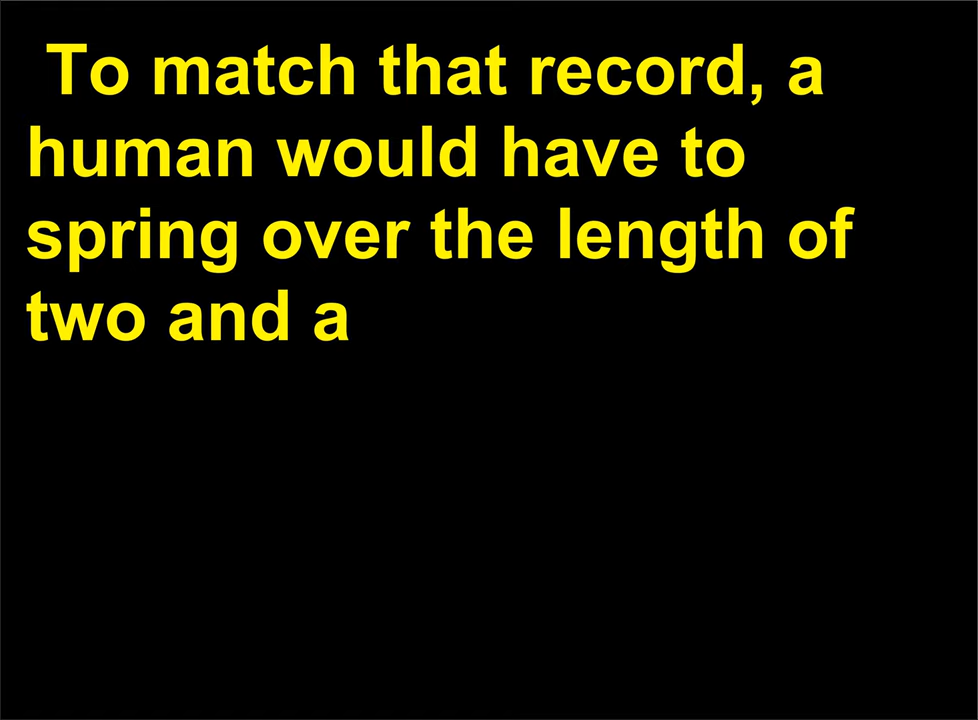 To match that record, a
human would have to
spring over the length of
two and a